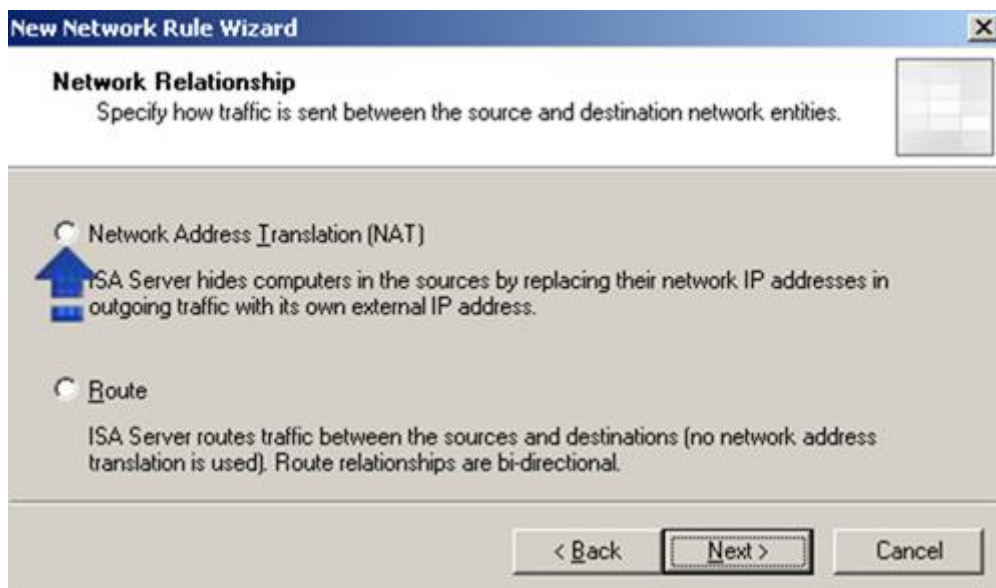 New Network Rule Wizard
Network Relationship
Specify how traffic is sent between the source and destination network entities.
Network Address Translation (NAT)
ISA Server hides computers in the sources by replacing their network IP addresses in
outgoing traffic with its own external IP address.
Route
ISA Server routes traffic between the sources and destinations (no network address
translation is used). Route relationships are bi-directional.
< Back
Next >
Cancel